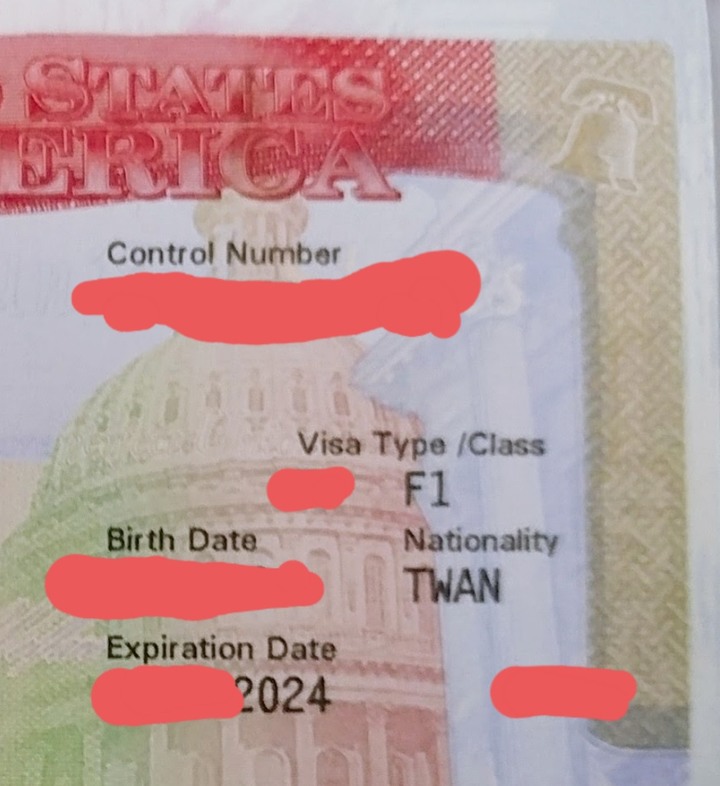 STATES
ERICA
Control Number
Visa Type /Class
F1
Birth Date
Nationality
TWAN
Expiration Date
2024